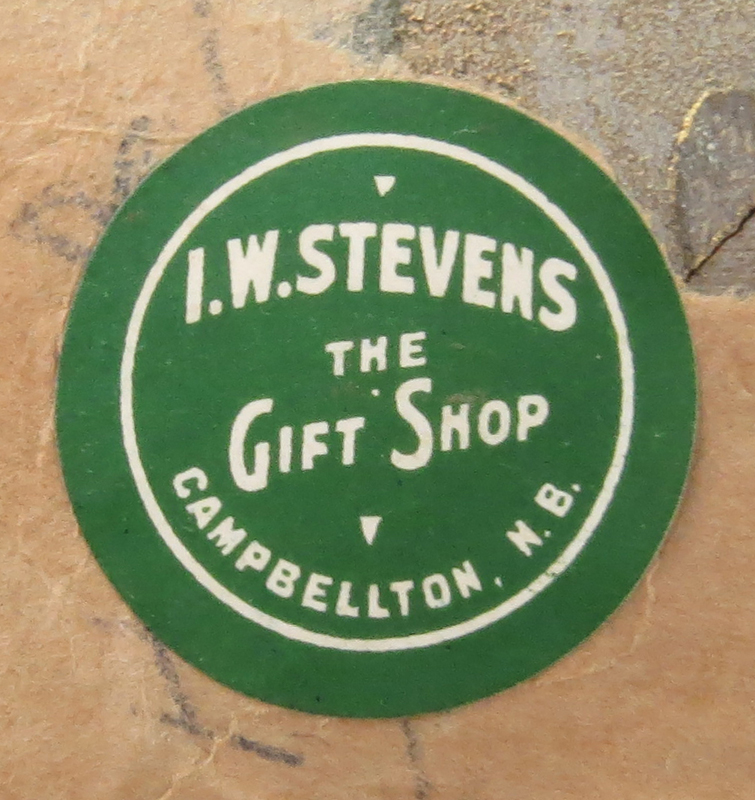 I.W. STEVENS
THE
GIFT SHOP
CAMPBELLTON, N.B.